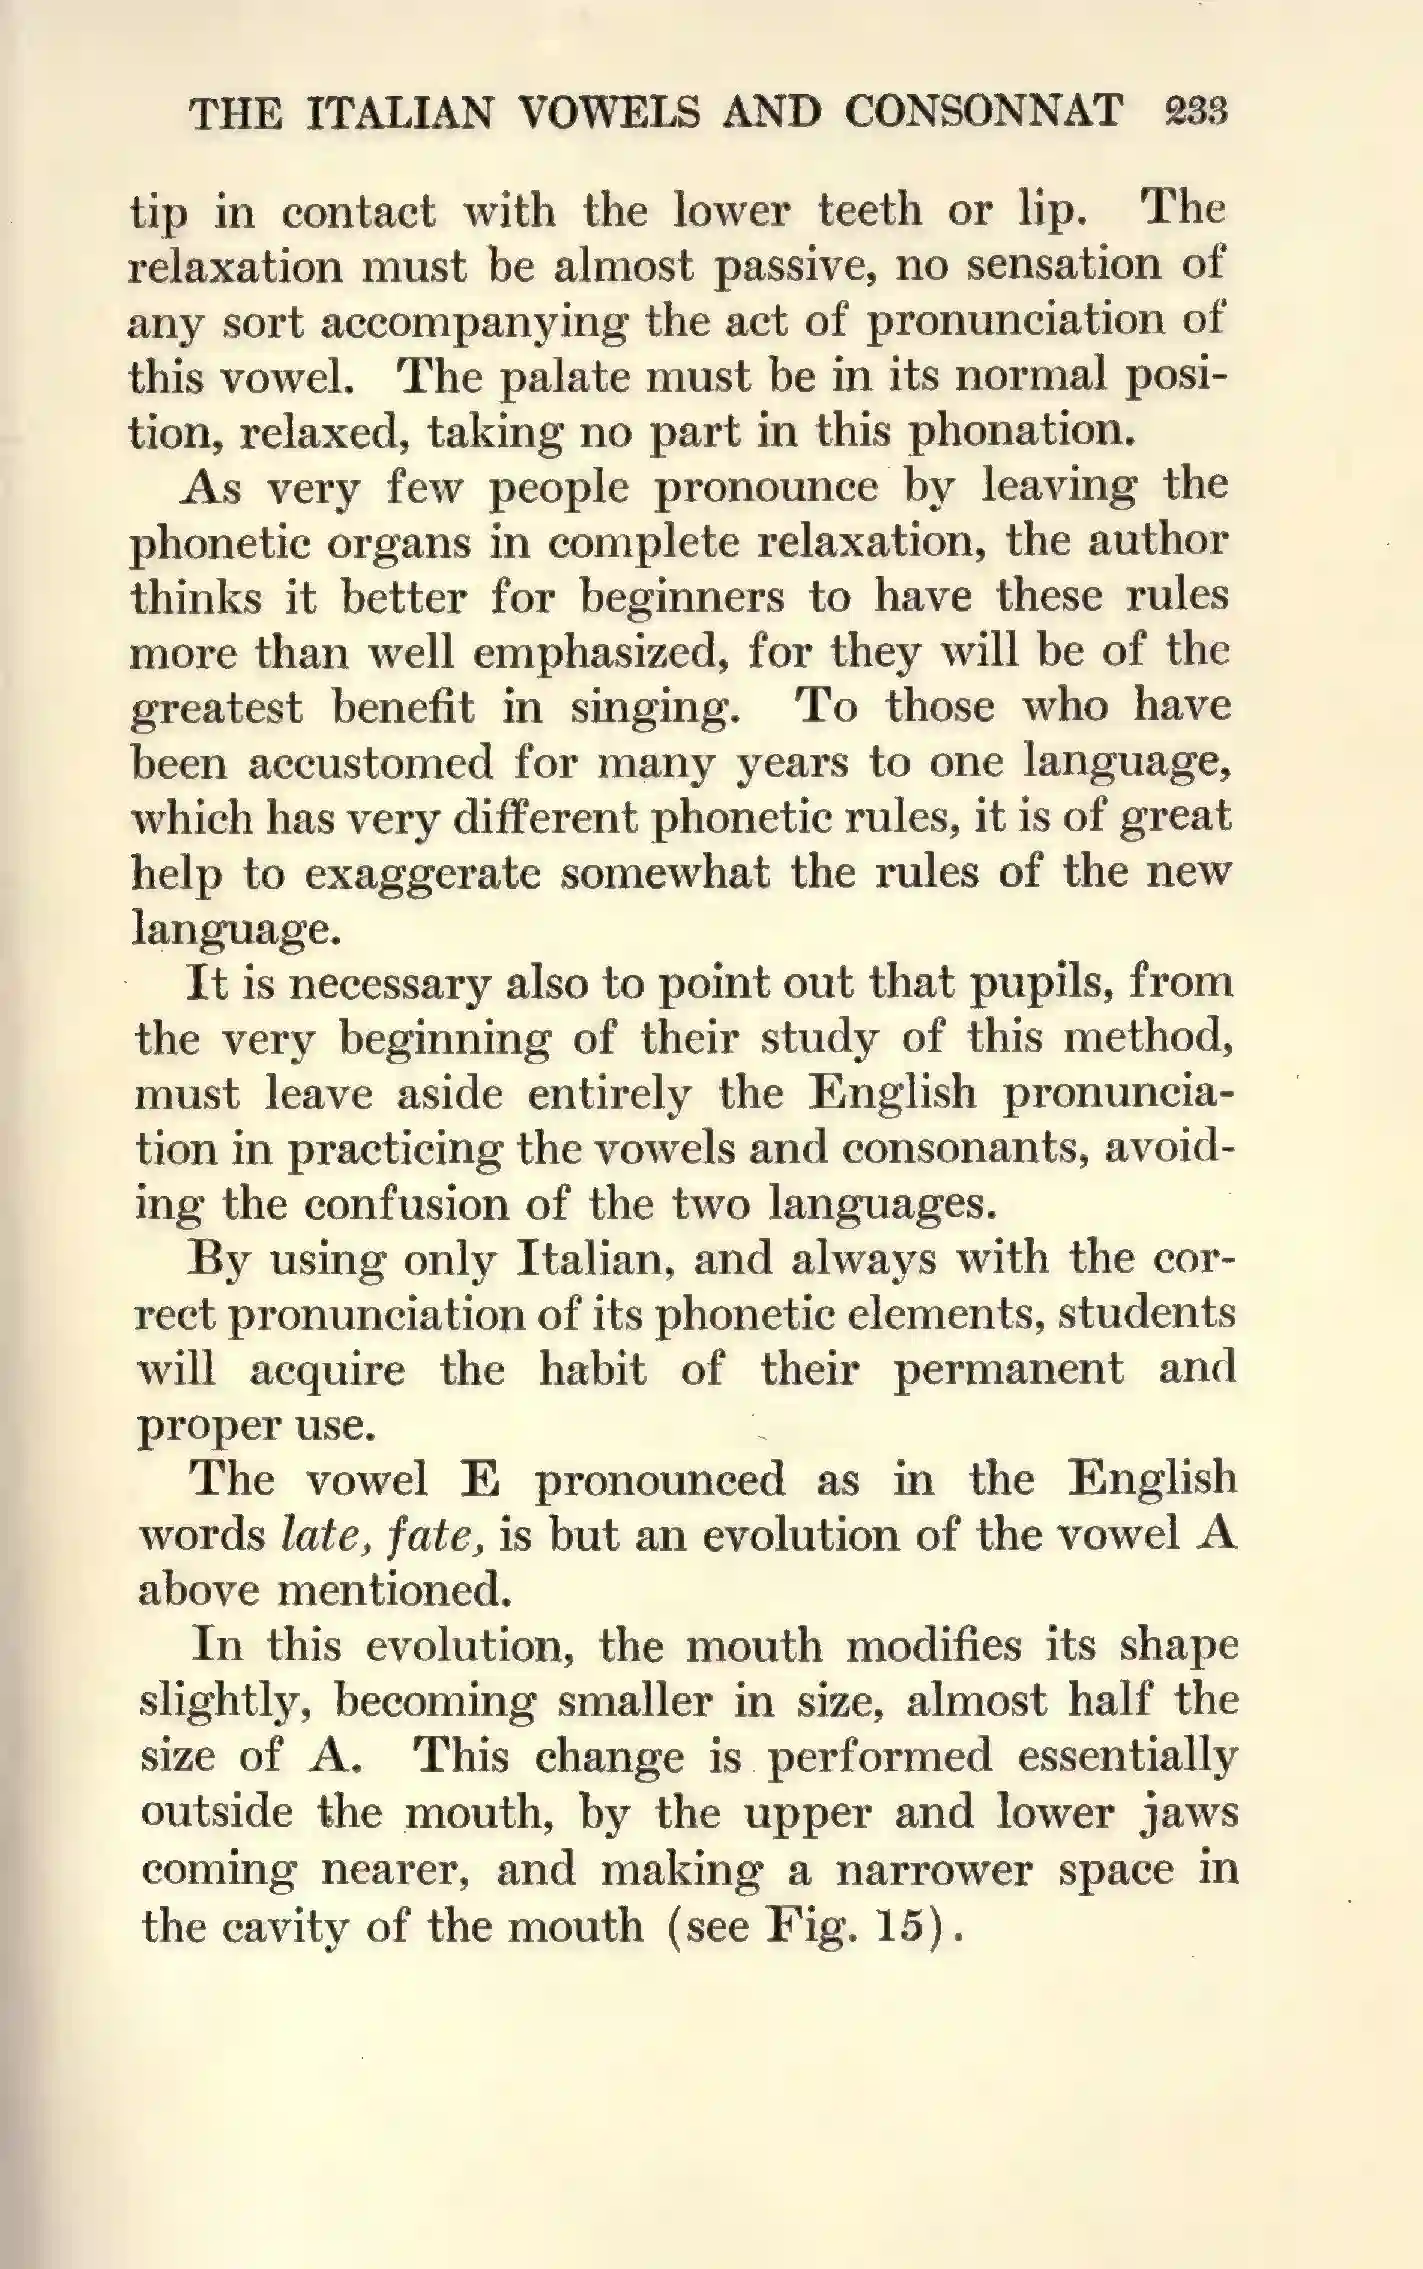 THE ITALIAN VOWELS AND CONSONNAT 233
tip in contact with the lower teeth or lip. The
relaxation must be almost passive, no sensation of
any sort accompanying the act of pronunciation of
this vowel. The palate must be in its normal posi-
tion, relaxed, taking no part in this phonation.
As very few people pronounce by leaving the
phonetic organs in complete relaxation, the author
thinks it better for beginners to have these rules
more than well emphasized, for they will be of the
greatest benefit in singing. To those who have
been accustomed for many years to one language,
which has very different phonetic rules, it is of great
help to exaggerate somewhat the rules of the new
language.
It is necessary also to point out that pupils, from
the very beginning of their study of this method,
must leave aside entirely the English pronuncia-
tion in practicing the vowels and consonants, avoid-
ing the confusion of the two languages.
By using only Italian, and always with the cor-
rect pronunciation of its phonetic elements, students
will acquire the habit of their permanent and
proper use.
The vowel E pronounced as in the English
words late, fate, is but an evolution of the vowel A
above mentioned.
In this evolution, the mouth modifies its shape
slightly, becoming smaller in size, almost half the
size of A. This change is performed essentially
outside the mouth, by the upper and lower jaws
coming nearer, and making a narrower space in
the cavity of the mouth (see Fig. 15).